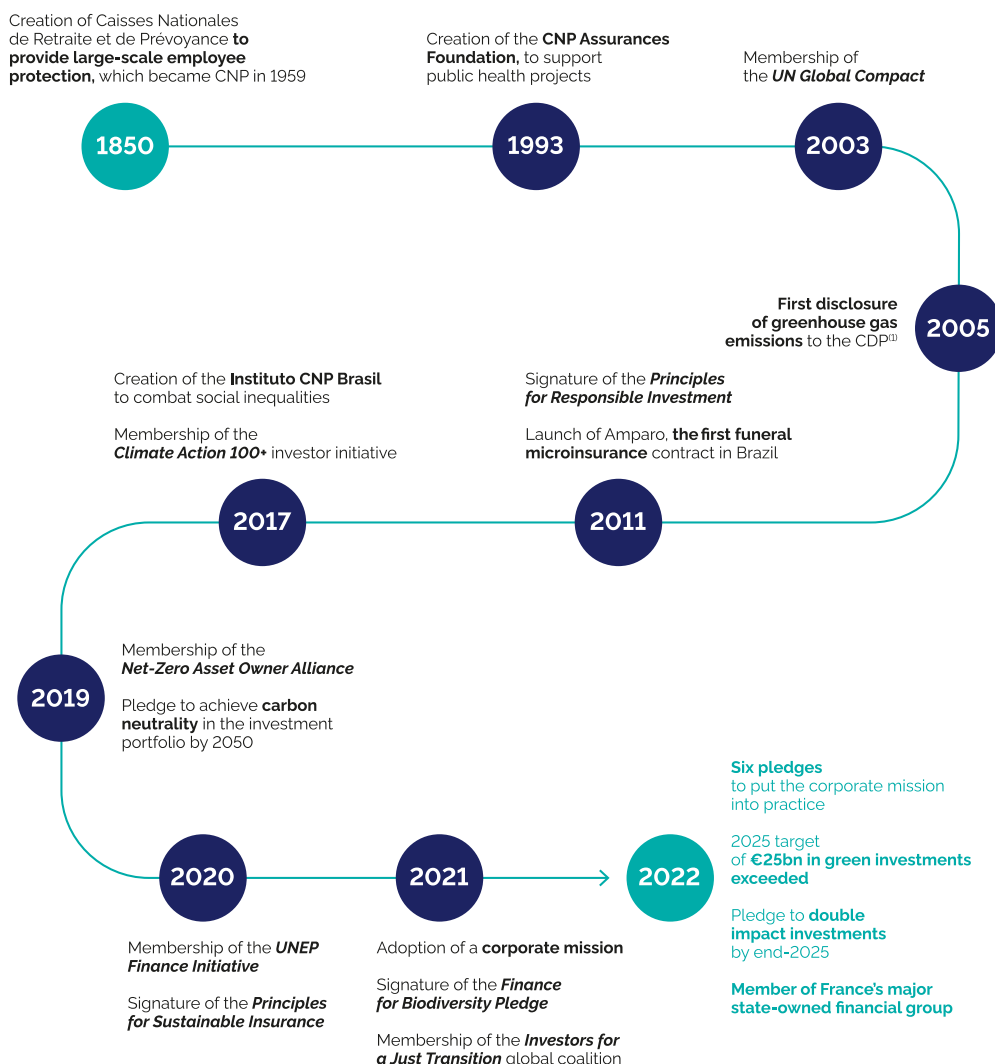 Creation of Caisses Nationales
de Retraite et de Prévoyance to
provide large-scale employee
protection, which became CNP in 1959
1850
Creation of the CNP Assurances
Foundation, to support
public health projects
1993
Membership of
the UN Global Compact
2003
First disclosure
of greenhouse gas
emissions to the CDP(1)
2005
Signature of the Principles
for Responsible Investment
Launch of Amparo, the first funeral
microinsurance contract in Brazil
2011
Creation of the Instituto CNP Brasil
to combat social inequalities
Membership of the
Climate Action 100+ investor initiative
2017
2019
Membership of the
Net-Zero Asset Owner Alliance
Pledge to achieve carbon
neutrality in the investment
portfolio by 2050
2020
Membership of the UNEP
Finance Initiative
Signature of the Principles
for Sustainable Insurance
2021
Adoption of a corporate mission
Signature of the Finance
for Biodiversity Pledge
Membership of the Investors for
a Just Transition global coalition
2022
Six pledges
to put the corporate mission
into practice
2025 target
of €25bn in green investments
exceeded
Pledge to double
impact investments
by end-2025
Member of France's major
state-owned financial group